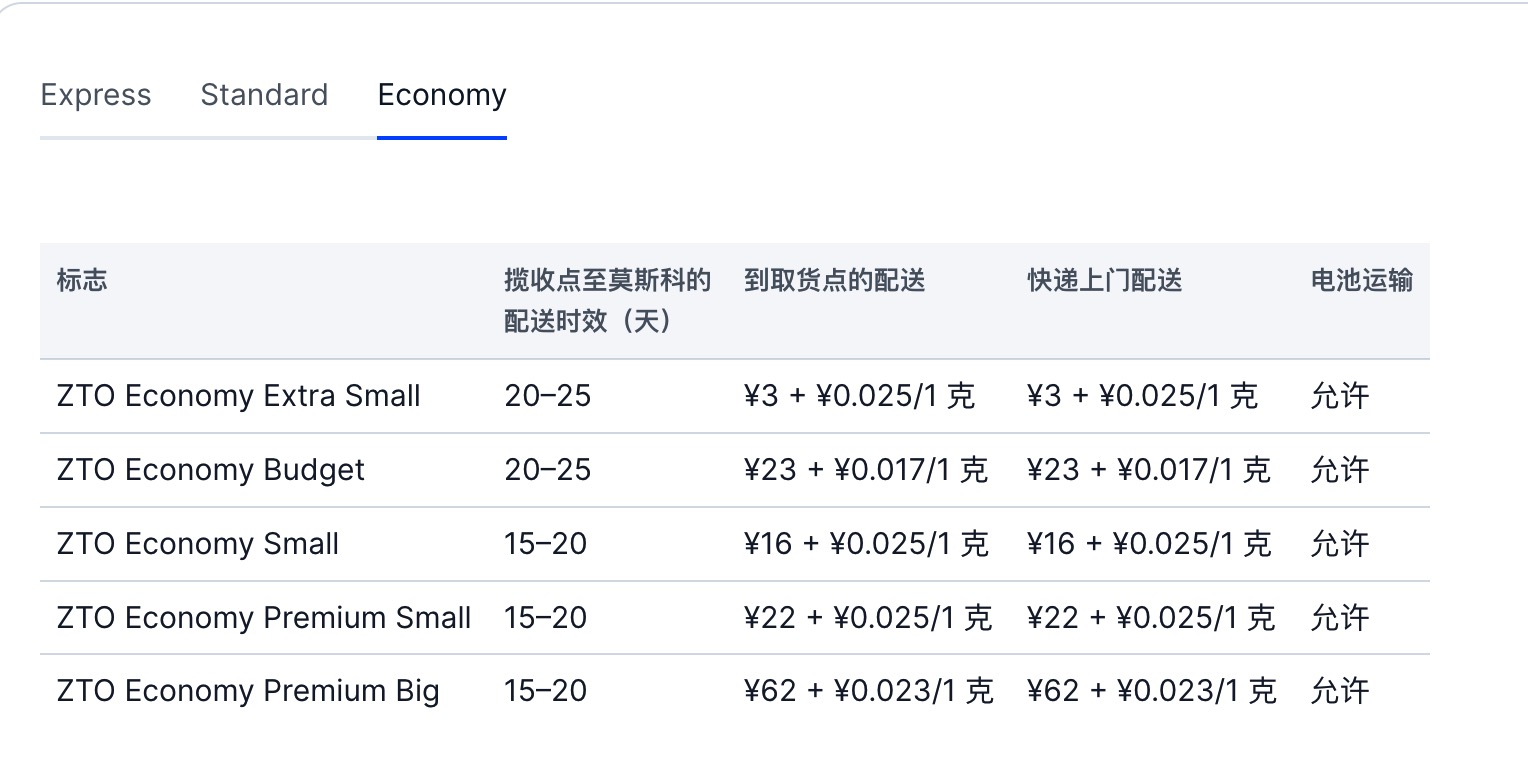 Express Standard Economy
标志 揽收点至莫斯科的 到取货点的配送 快递上门配送 电池运输
配送时效（天）
ZTO Economy Extra Small 20–25 ¥3 + ¥0.025/1 克 ¥3 + ¥0.025/1 克 允许
ZTO Economy Budget 20–25 ¥23 + ¥0.017/1 克 ¥23 + ¥0.017/1 克 允许
ZTO Economy Small 15–20 ¥16 + ¥0.025/1 克 ¥16 + ¥0.025/1 克 允许
ZTO Economy Premium Small 15–20 ¥22 + ¥0.025/1 克 ¥22 + ¥0.025/1 克 允许
ZTO Economy Premium Big 15–20 ¥62 + ¥0.023/1 克 ¥62 + ¥0.023/1 克 允许